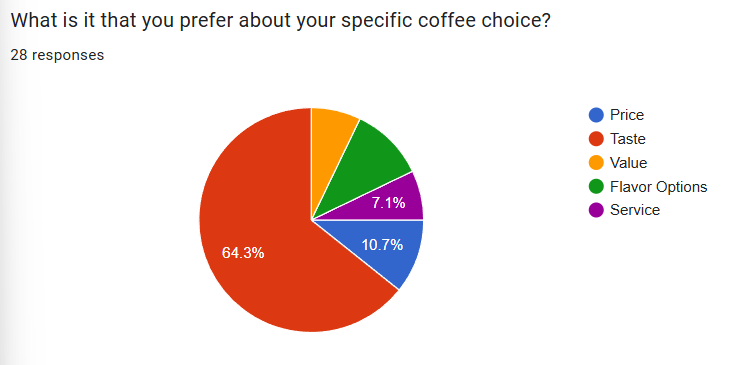 What is it that you prefer about your specific coffee choice?
28 responses
7.1%
10.7%
64.3%
Price
Taste
Value
Flavor Options
Service